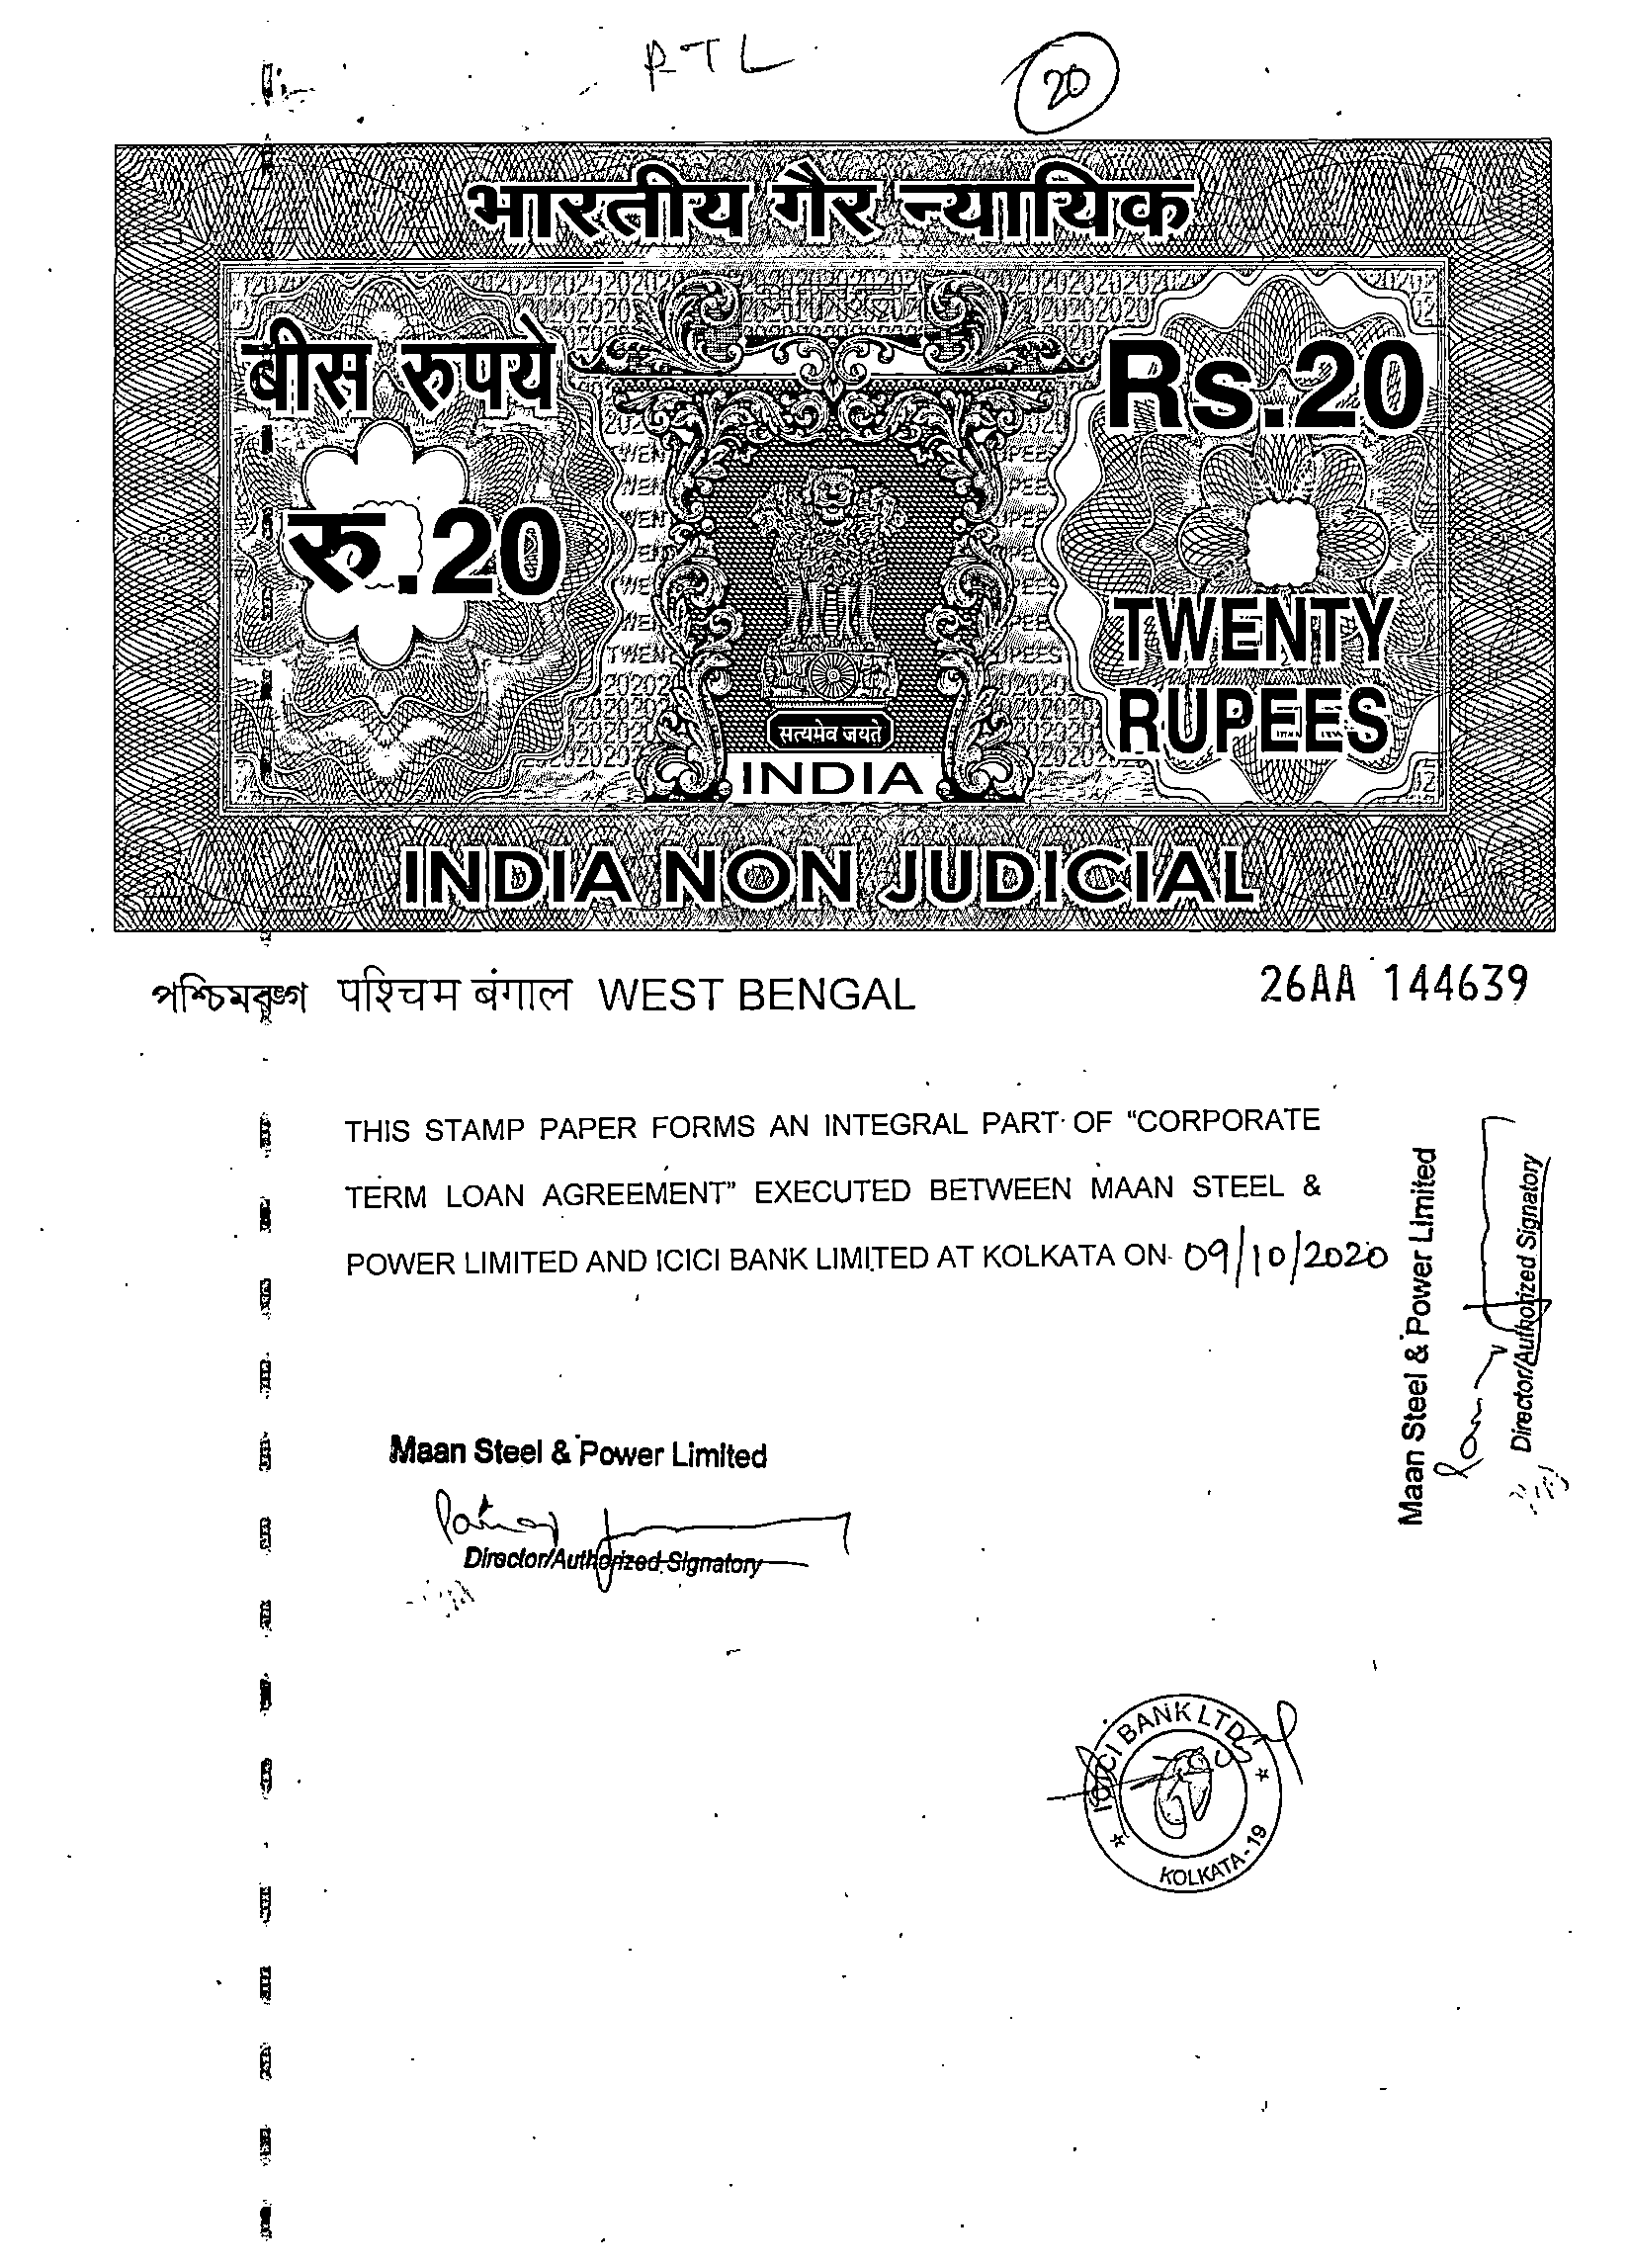 RTL
20
भारतीय गैर न्यायिक
बीस रुपये
Rs.20
रु.20
TWENTY
RUPEES
सत्यमेव जयते
INDIA
INDIA NON JUDICIAL
পশ্চিমবঙ্গ पश्चिम बंगाल WEST BENGAL
26AA 144639
THIS STAMP PAPER FORMS AN INTEGRAL PART OF "CORPORATE
TERM LOAN AGREEMENT" EXECUTED BETWEEN MAAN STEEL &
POWER LIMITED AND ICICI BANK LIMITED AT KOLKATA ON 09/10/2020
Maan Steel & Power Limited
Director/Authorized Signatory
Maan Steel & Power Limited
Director/Authorized Signatory
ICICI BANK LTD.
KOLKATA-19